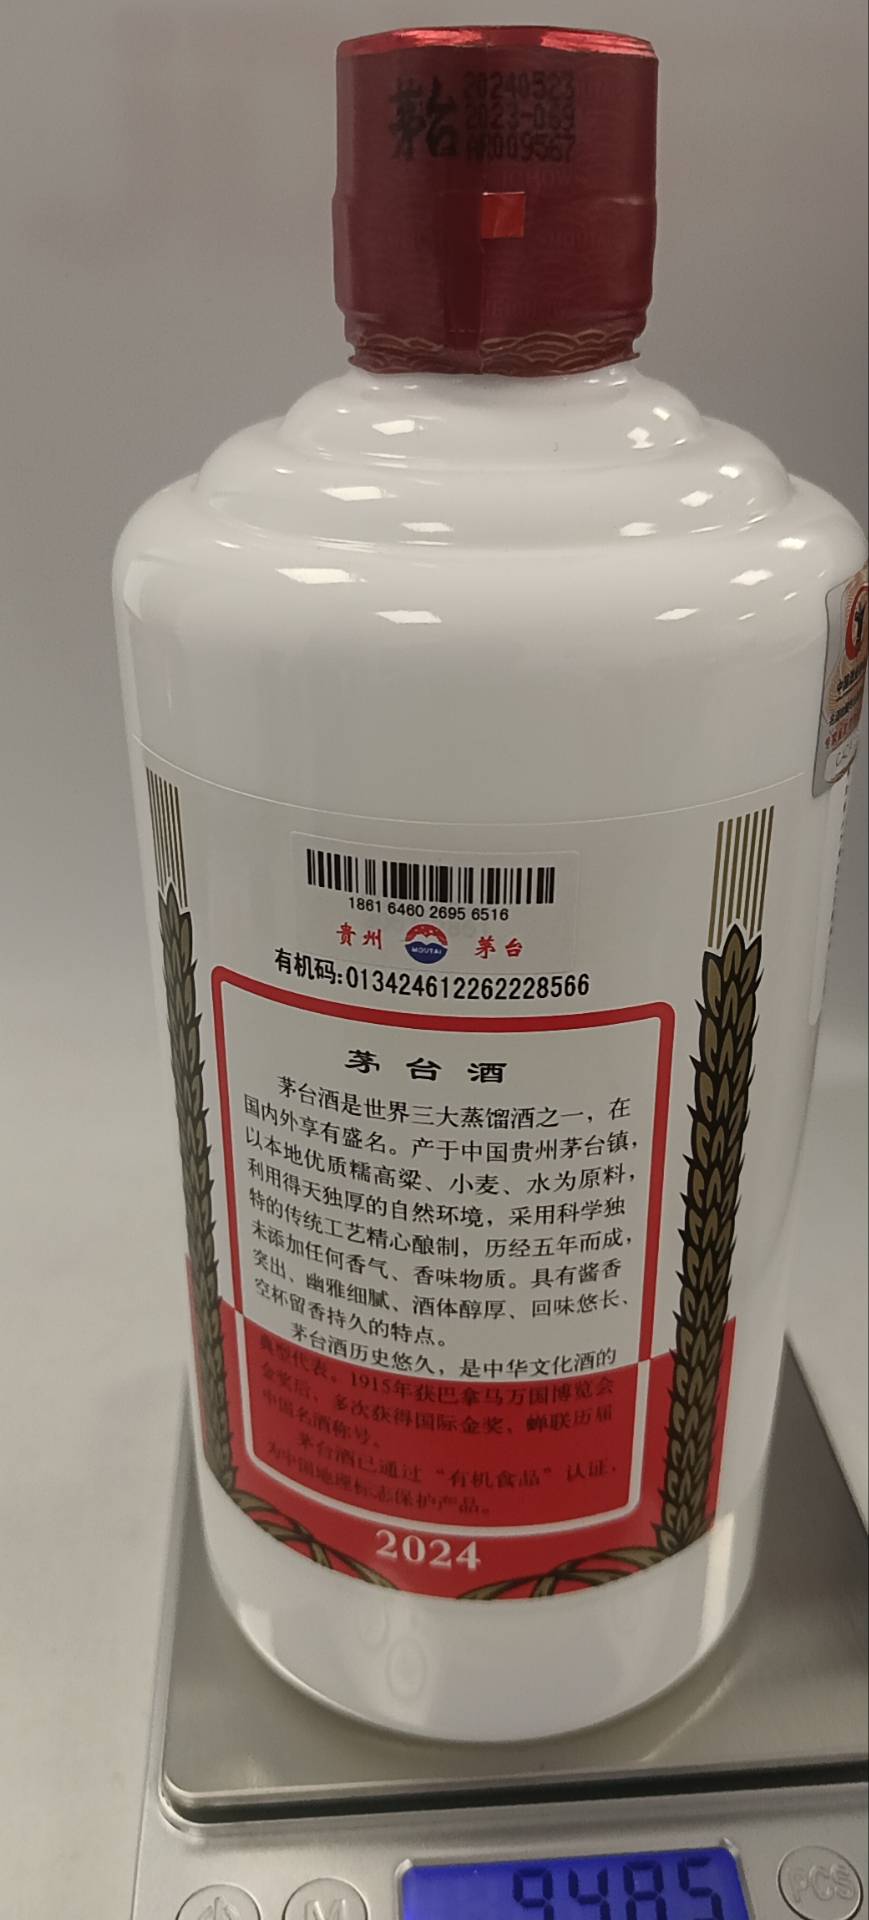 茅台
20240523
2023-069
AR009567
1861 6460 2695 6516
贵州 MOUTAI 茅台
有机码:013424612262228566
茅台酒
茅台酒是世界三大蒸馏酒之一，在
国内外享有盛名。产于中国贵州茅台镇，
以本地优质糯高粱、小麦、水为原料，
利用得天独厚的自然环境，采用科学独
特的传统工艺精心酿制，历经五年而成，
未添加任何香气、香味物质。具有酱香
突出、幽雅细腻、酒体醇厚、回味悠长、
空杯留香持久的特点。
茅台酒历史悠久，是中华文化酒的
典型代表。1915年获巴拿马万国博览会
金奖后，多次获得国际金奖，蝉联历届
中国名酒称号。
茅台酒已通过“有机食品”认证，
为中国地理标志保护产品。
2024
M
PCS